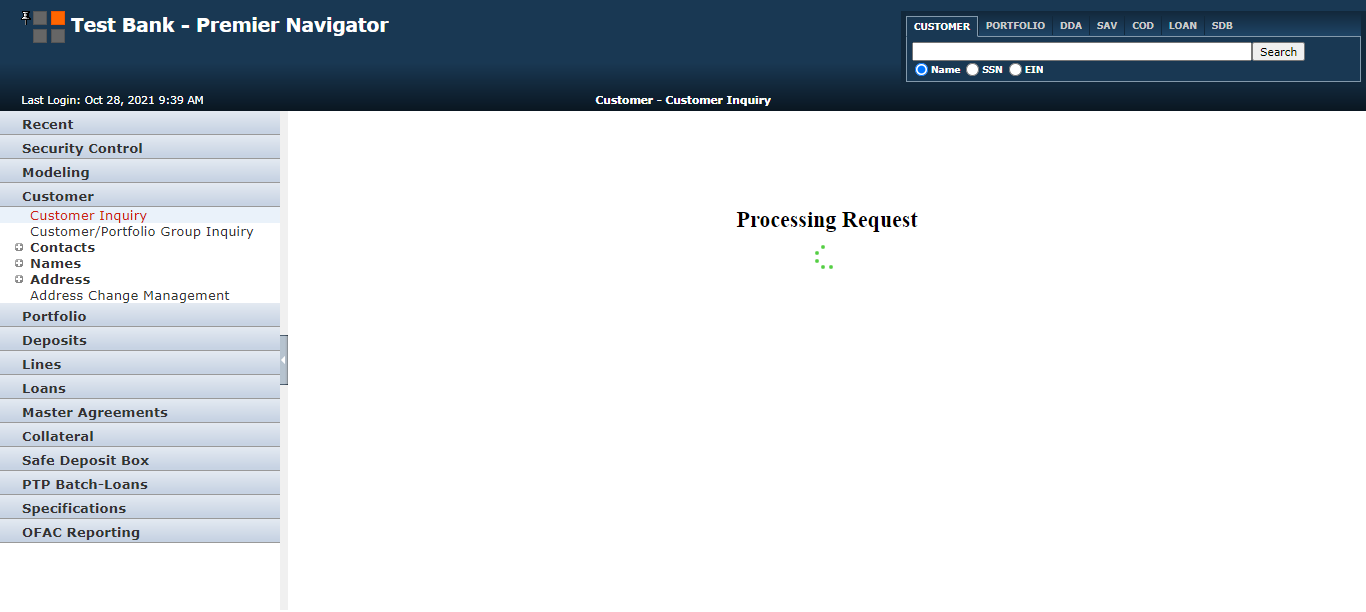 Test Bank - Premier Navigator
CUSTOMER PORTFOLIO DDA SAV COD LOAN SDB
Search
Name SSN EIN
Last Login: Oct 28, 2021 9:39 AM
Customer - Customer Inquiry
Recent
Security Control
Modeling
Customer
Customer Inquiry
Customer/Portfolio Group Inquiry
Contacts
Names
Address
Address Change Management
Portfolio
Deposits
Lines
Loans
Master Agreements
Collateral
Safe Deposit Box
PTP Batch-Loans
Specifications
OFAC Reporting
Processing Request